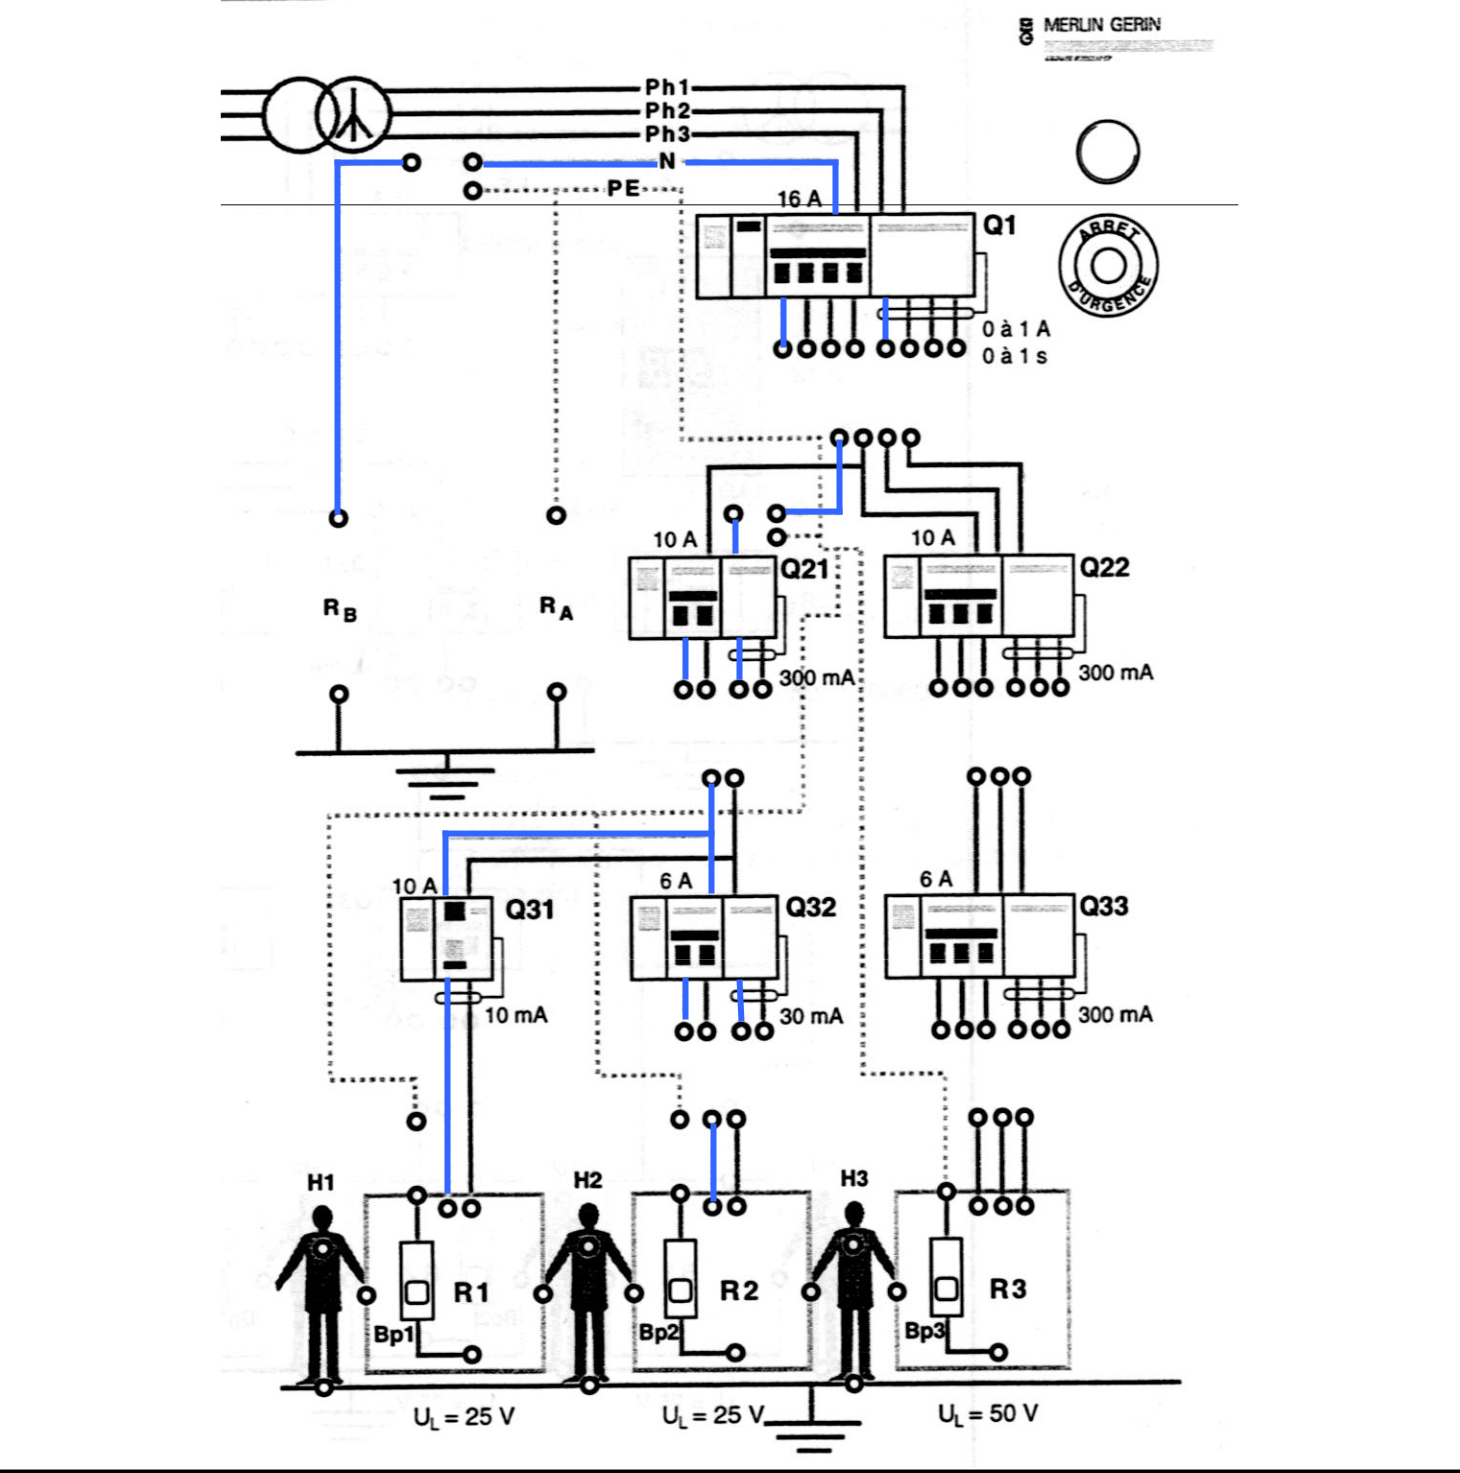 MERLIN GERIN
Ph1
Ph2
Ph3
N
PE
16 A
Q1
ARRET
D'URGENCE
0 à 1 A
0 à 1 s
10 A
Q21
10 A
Q22
RB
RA
300 mA
300 mA
10 A
Q31
6 A
Q32
6 A
Q33
10 mA
30 mA
300 mA
H1
H2
H3
R1
R2
R3
Bp1
Bp2
Bp3
UL = 25 V
UL = 25 V
UL = 50 V